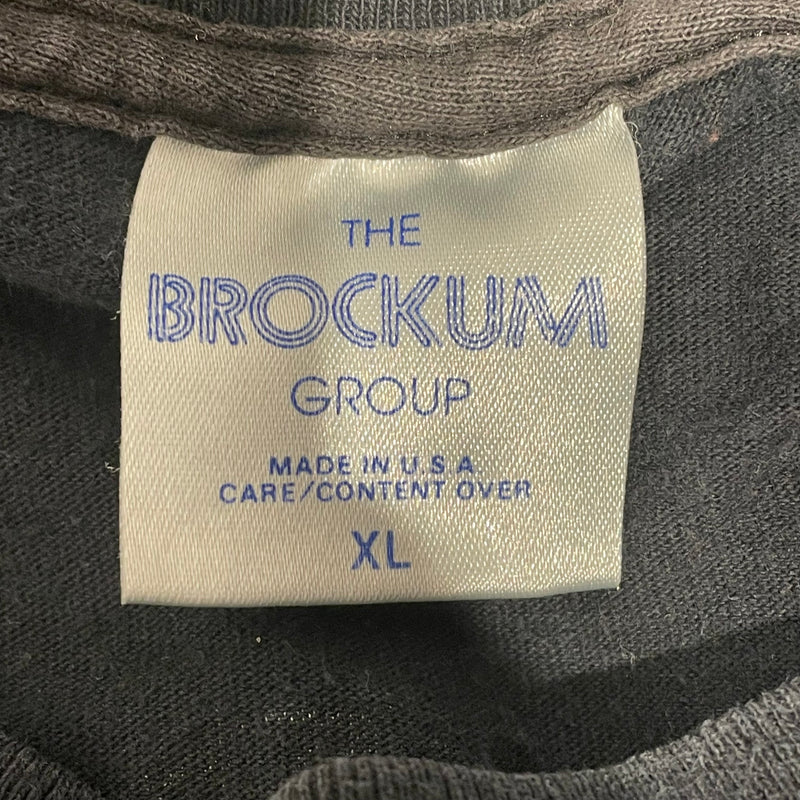 THE
BROCKUM
GROUP
MADE IN U.S.A.
CARE/CONTENT OVER
XL